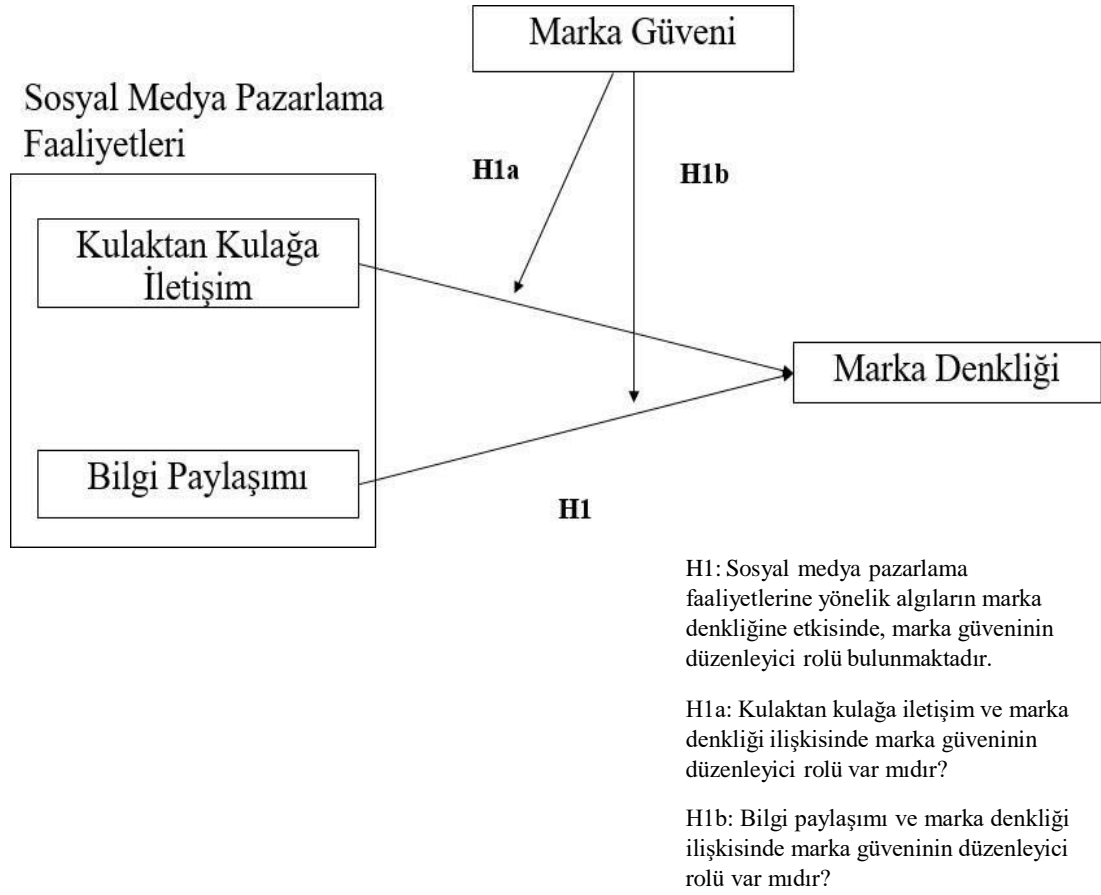 Marka Güveni
Sosyal Medya Pazarlama
Faaliyetleri
H1a
H1b
Kulaktan Kulağa
İletişim
Marka Denkliği
Bilgi Paylaşımı
H1
H1: Sosyal medya pazarlama
faaliyetlerine yönelik algıların marka
denkliğine etkisinde, marka güveninin
düzenleyici rolü bulunmaktadır.
H1a: Kulaktan kulağa iletişim ve marka
denkliği ilişkisinde marka güveninin
düzenleyici rolü var mıdır?
H1b: Bilgi paylaşımı ve marka denkliği
ilişkisinde marka güveninin düzenleyici
rolü var mıdır?